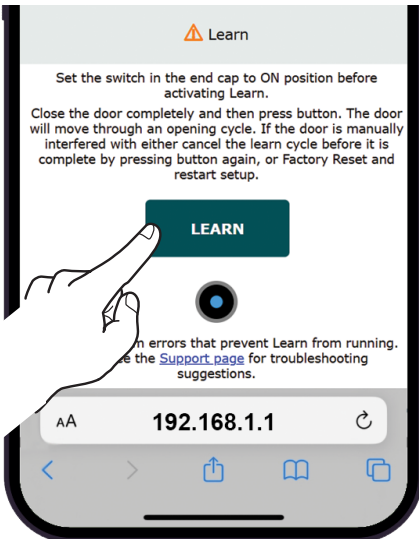 Learn
Set the switch in the end cap to ON position before
activating Learn.
Close the door completely and then press button. The door
will move through an opening cycle. If the door is manually
interfered with either cancel the learn cycle before it is
complete by pressing button again, or Factory Reset and
restart setup.
LEARN
errors that prevent Learn from running.
the Support page for troubleshooting
suggestions.
AA 192.168.1.1